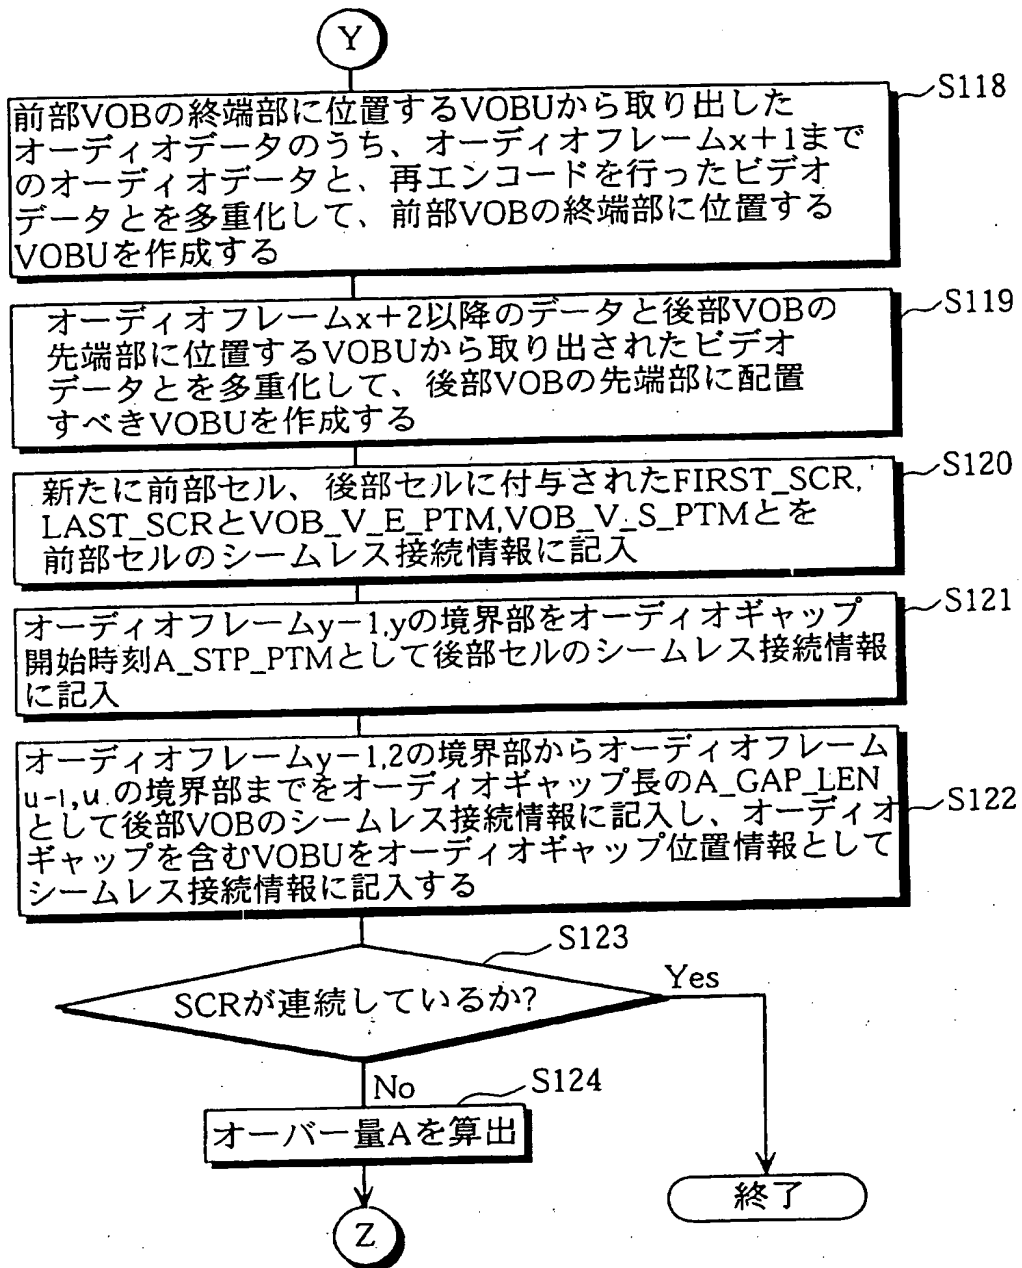 Y
S118
前部VOBの終端部に位置するVOBUから取り出した
オーディオデータのうち、オーディオフレームx+1まで
のオーディオデータと、再エンコードを行ったビデオ
データとを多重化して、前部VOBの終端部に位置する
VOBUを作成する
S119
オーディオフレームx+2以降のデータと後部VOBの
先端部に位置するVOBUから取り出されたビデオ
データとを多重化して、後部VOBの先端部に配置
すべきVOBUを作成する
S120
新たに前部セル、後部セルに付与されたFIRST_SCR,
LAST_SCRとVOB_V_E_PTM,VOB_V_S_PTMとを
前部セルのシームレス接続情報に記入
S121
オーディオフレームy-1,yの境界部をオーディオギャップ
開始時刻A_STP_PTMとして後部セルのシームレス接続情報
に記入
S122
オーディオフレームy-1,2の境界部からオーディオフレーム
u-1,u.の境界部までをオーディオギャップ長のA_GAP_LEN
として後部VOBのシームレス接続情報に記入し、オーディオ
ギャップを含むVOBUをオーディオギャップ位置情報として
シームレス接続情報に記入する
S123
SCRが連続しているか?
Yes
No
S124
オーバー量Aを算出
終了
Z